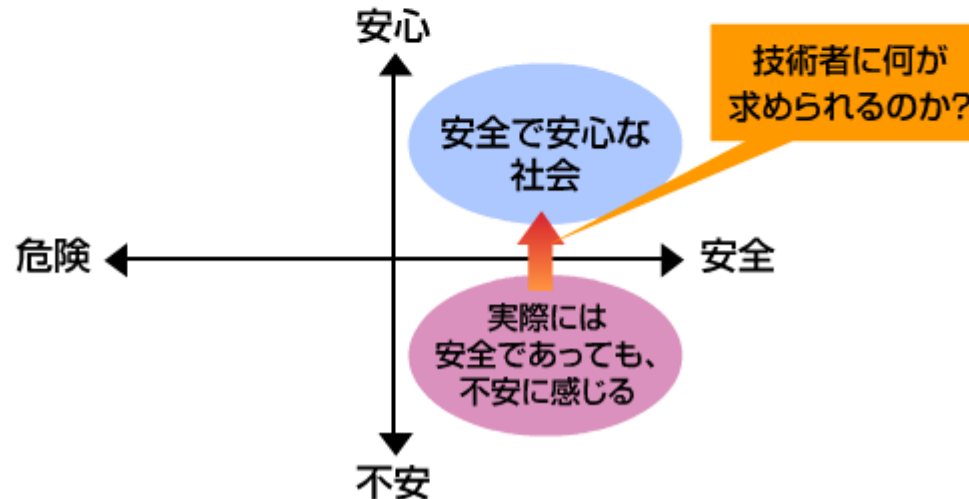 安心
技術者に何が
求められるのか?
安全で安心な
社会
危険
安全
実際には
安全であっても、
不安に感じる
不安